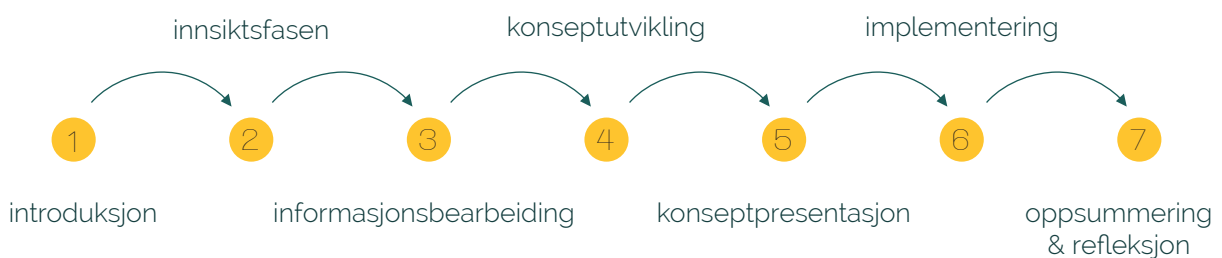 innsiktsfasen
konseptutvikling
implementering
1
2
3
4
5
6
7
introduksjon
informasjonsbearbeiding
konseptpresentasjon
oppsummering
& refleksjon